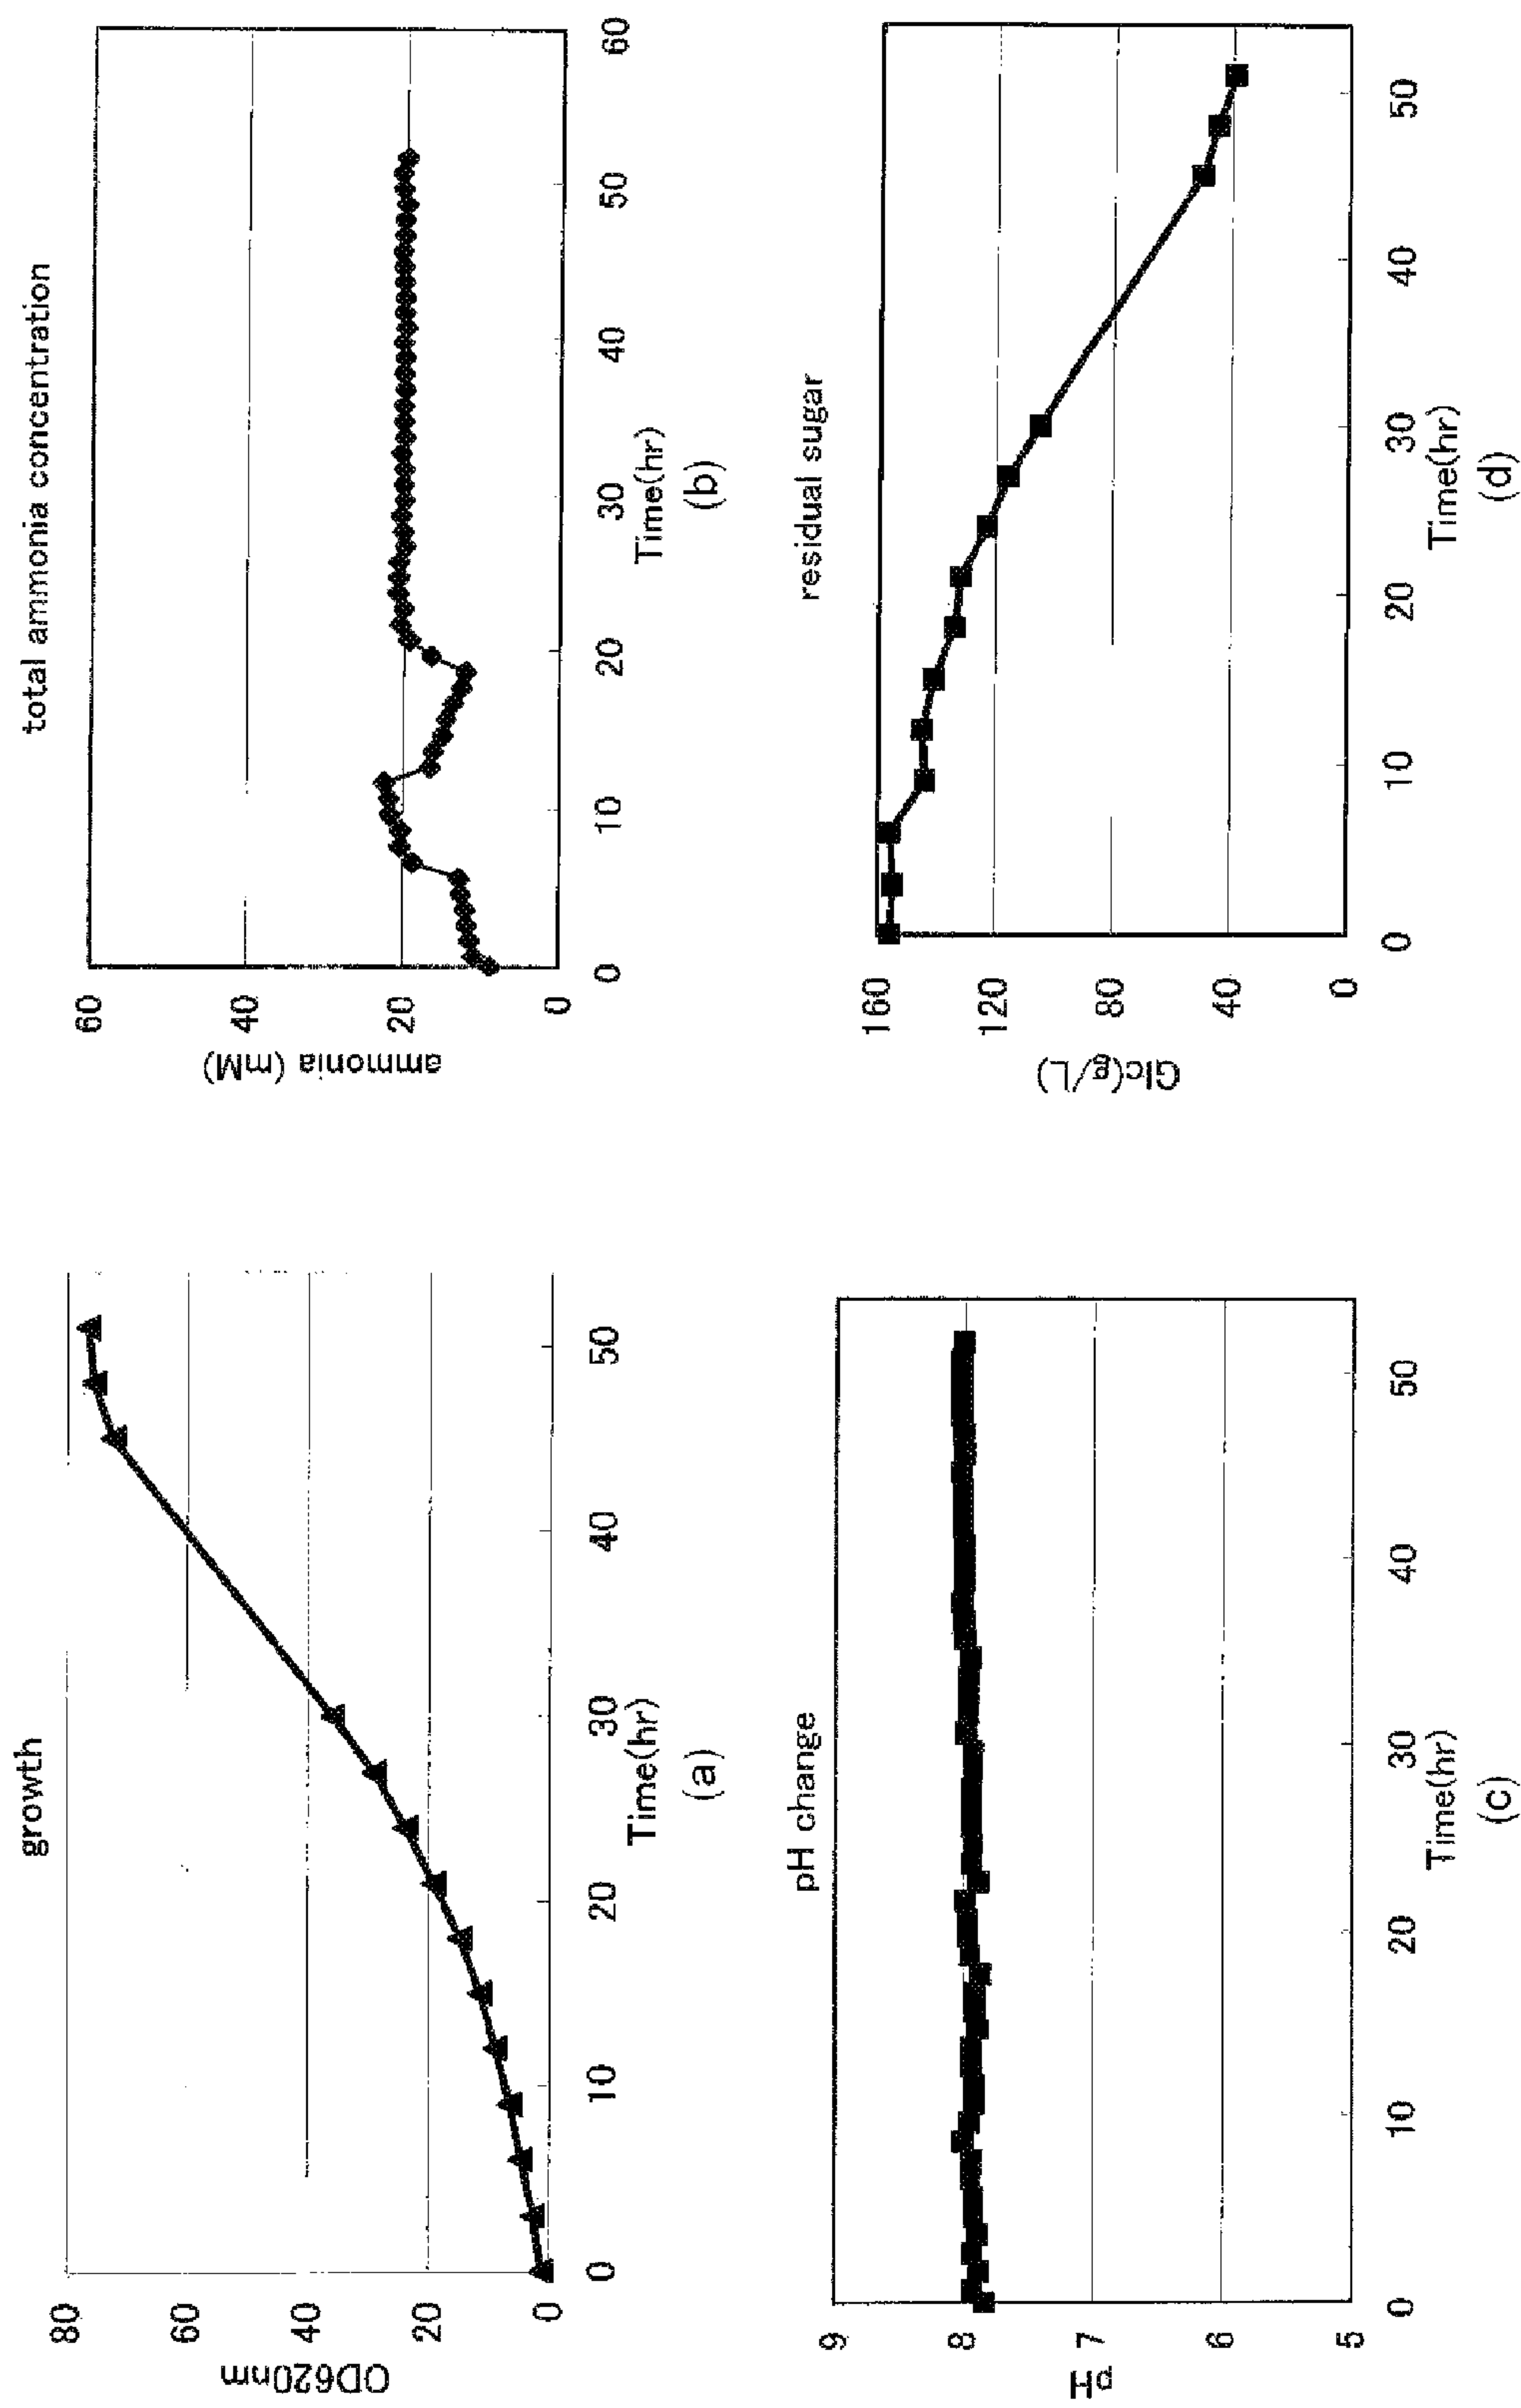 growth
OD620nm
80
60
40
20
0
0 10 20 30 40 50
Time(hr)
(a)
total ammonia concentration
ammonia (mM)
60
40
20
0
0 10 20 30 40 50 60
Time(hr)
(b)
pH change
pH
9
8
7
6
5
0 10 20 30 40 50
Time(hr)
(c)
residual sugar
Glc(g/L)
160
120
80
40
0
0 10 20 30 40 50
Time(hr)
(d)